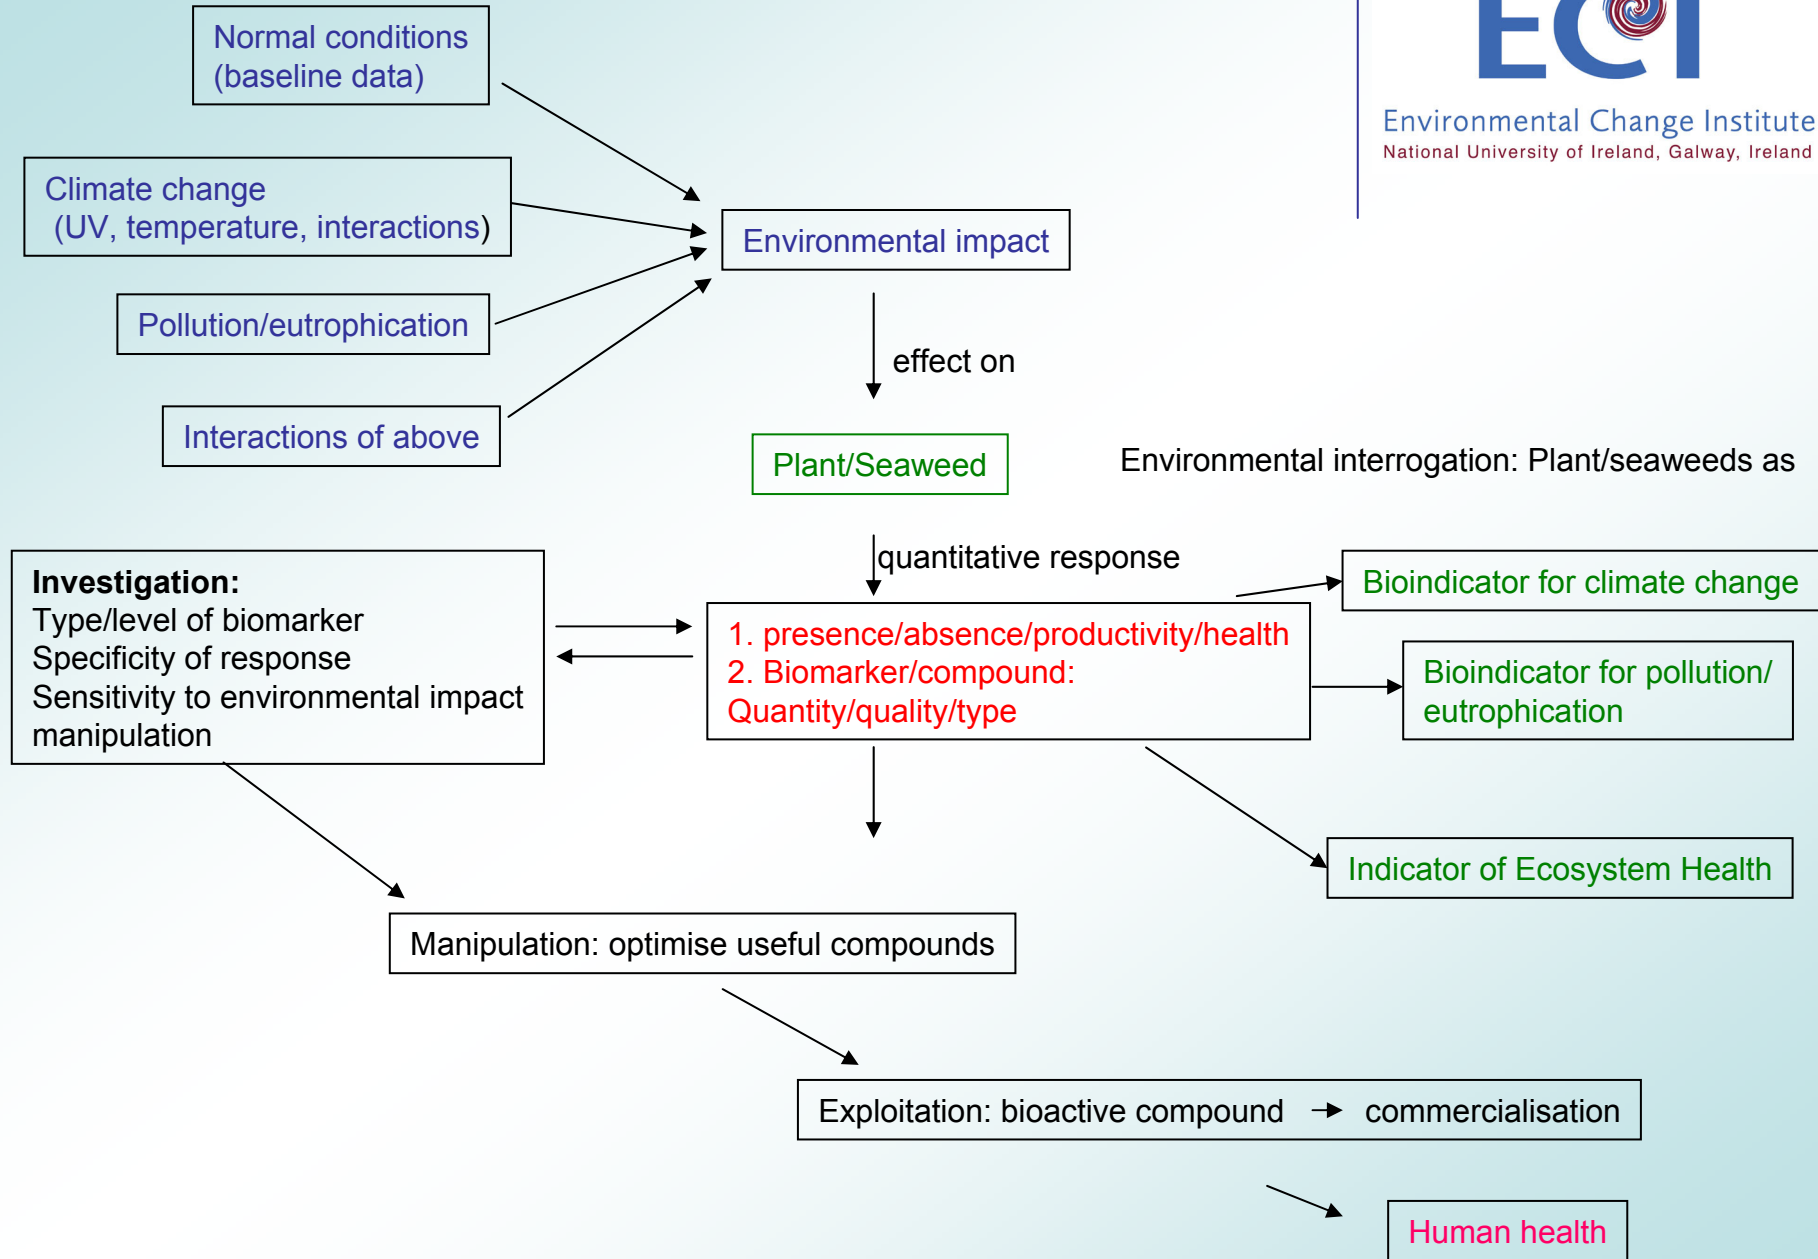 ECI
Environmental Change Institute
National University of Ireland, Galway, Ireland
Normal conditions
(baseline data)
Climate change
(UV, temperature, interactions)
Environmental impact
Pollution/eutrophication
effect on
Interactions of above
Plant/Seaweed
Environmental interrogation: Plant/seaweeds as
quantitative response
Investigation:
Type/level of biomarker
Specificity of response
Sensitivity to environmental impact
manipulation
1. presence/absence/productivity/health
2. Biomarker/compound:
Quantity/quality/type
Bioindicator for climate change
Bioindicator for pollution/
eutrophication
Indicator of Ecosystem Health
Manipulation: optimise useful compounds
Exploitation: bioactive compound → commercialisation
Human health